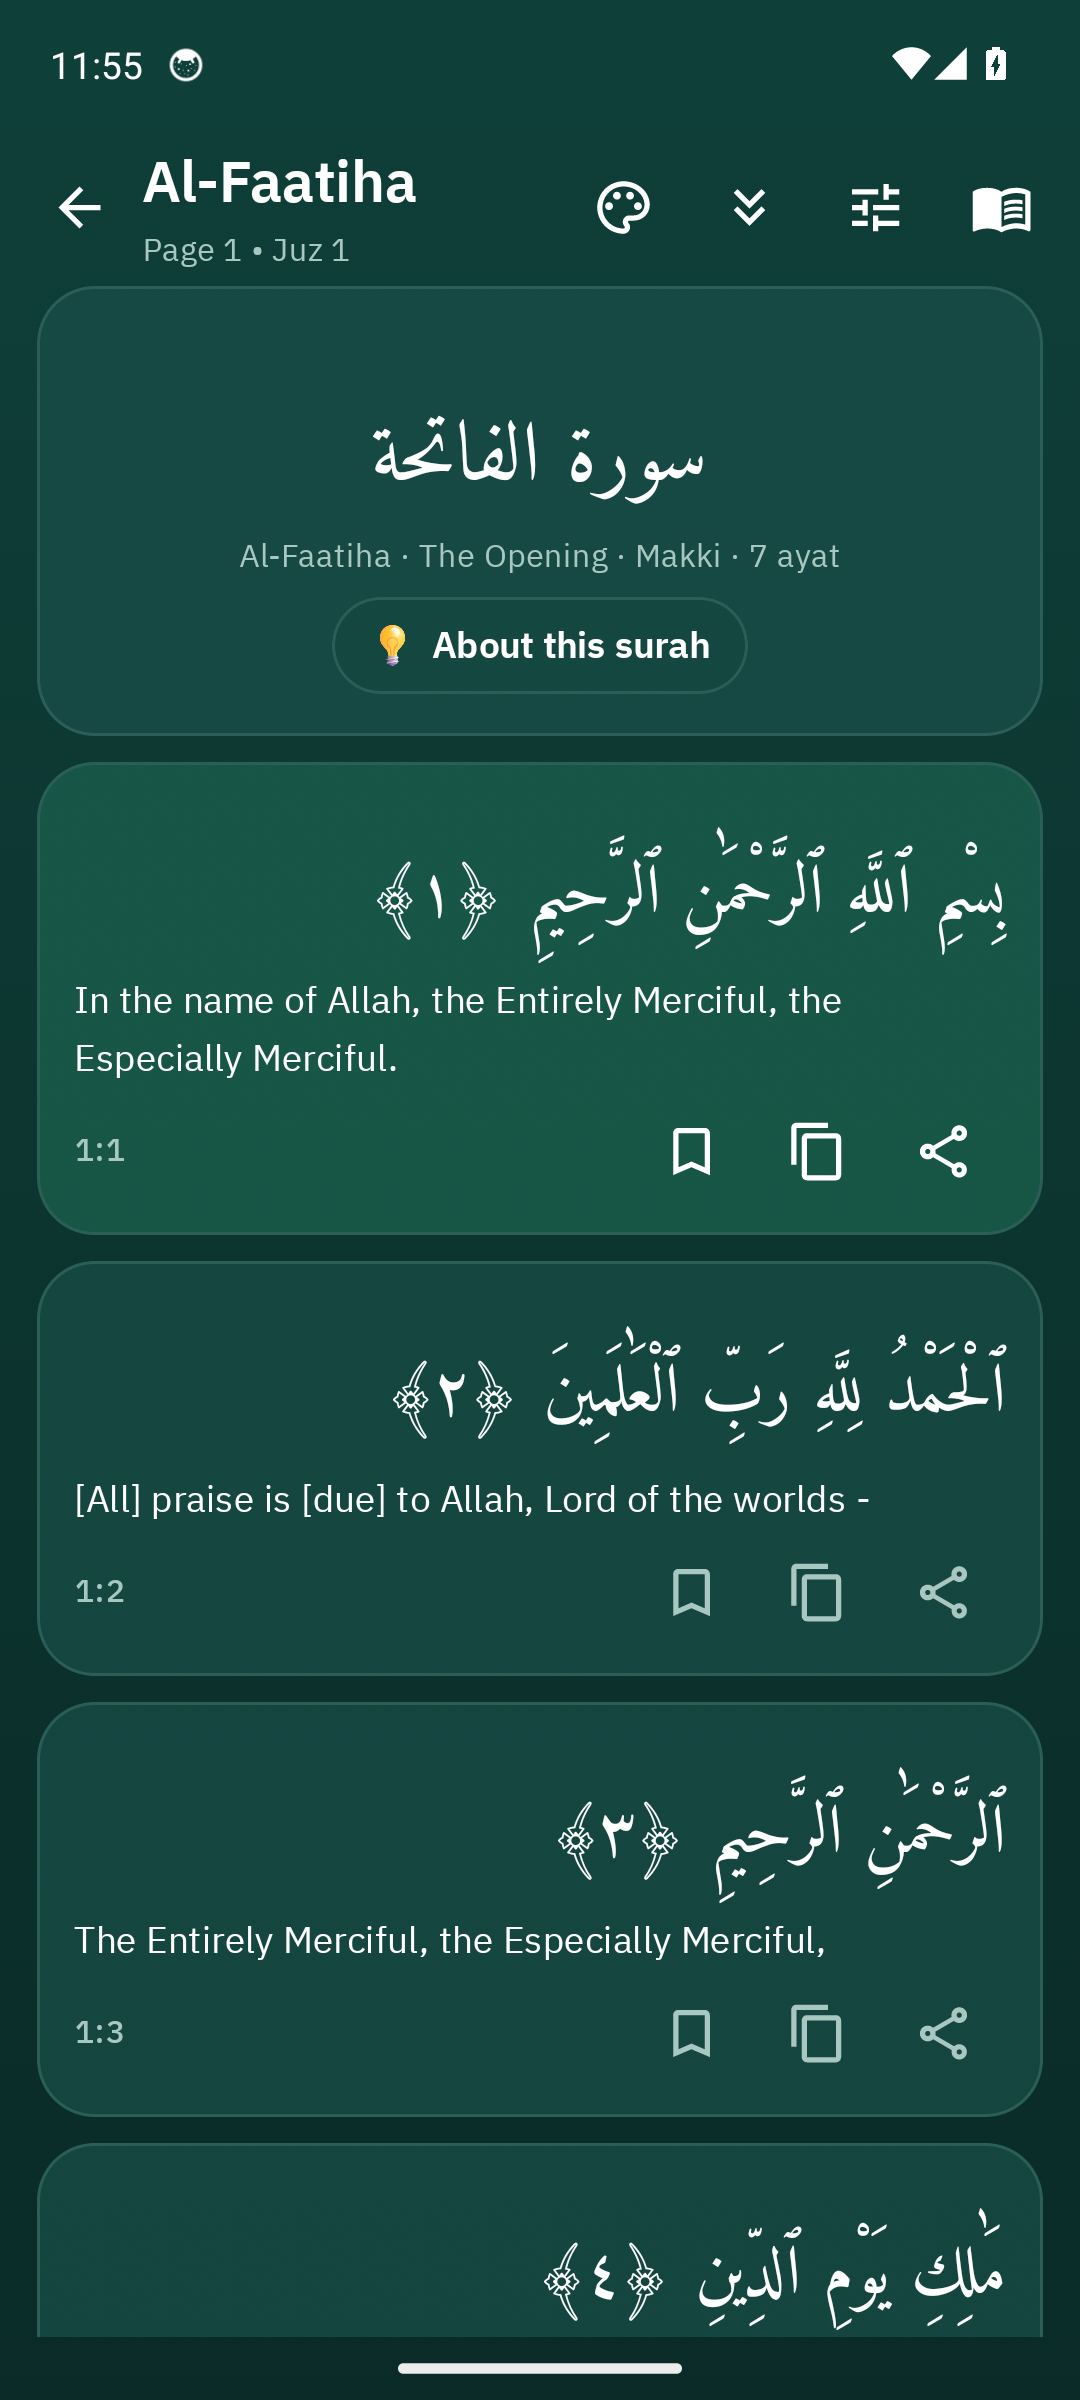 11:55
Al-Faatiha
Page 1 • Juz 1
سورة الفاتحة
Al-Faatiha · The Opening · Makki · 7 ayat
About this surah
بِسْمِ ٱللَّهِ ٱلرَّحْمَٰنِ ٱلرَّحِيمِ ﴿١﴾
In the name of Allah, the Entirely Merciful, the
Especially Merciful.
1:1
ٱلْحَمْدُ لِلَّهِ رَبِّ ٱلْعَٰلَمِينَ ﴿٢﴾
[All] praise is [due] to Allah, Lord of the worlds -
1:2
ٱلرَّحْمَٰنِ ٱلرَّحِيمِ ﴿٣﴾
The Entirely Merciful, the Especially Merciful,
1:3
مَٰلِكِ يَوْمِ ٱلدِّينِ ﴿٤﴾